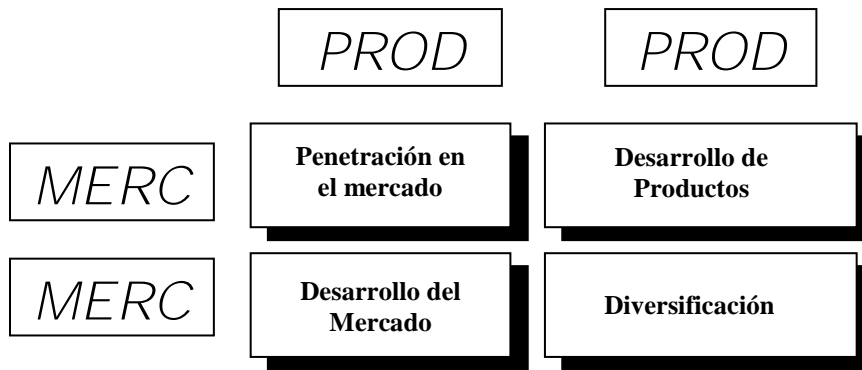 PROD PROD
MERC
Penetración en
el mercado
Desarrollo de
Productos
MERC
Desarrollo del
Mercado
Diversificación